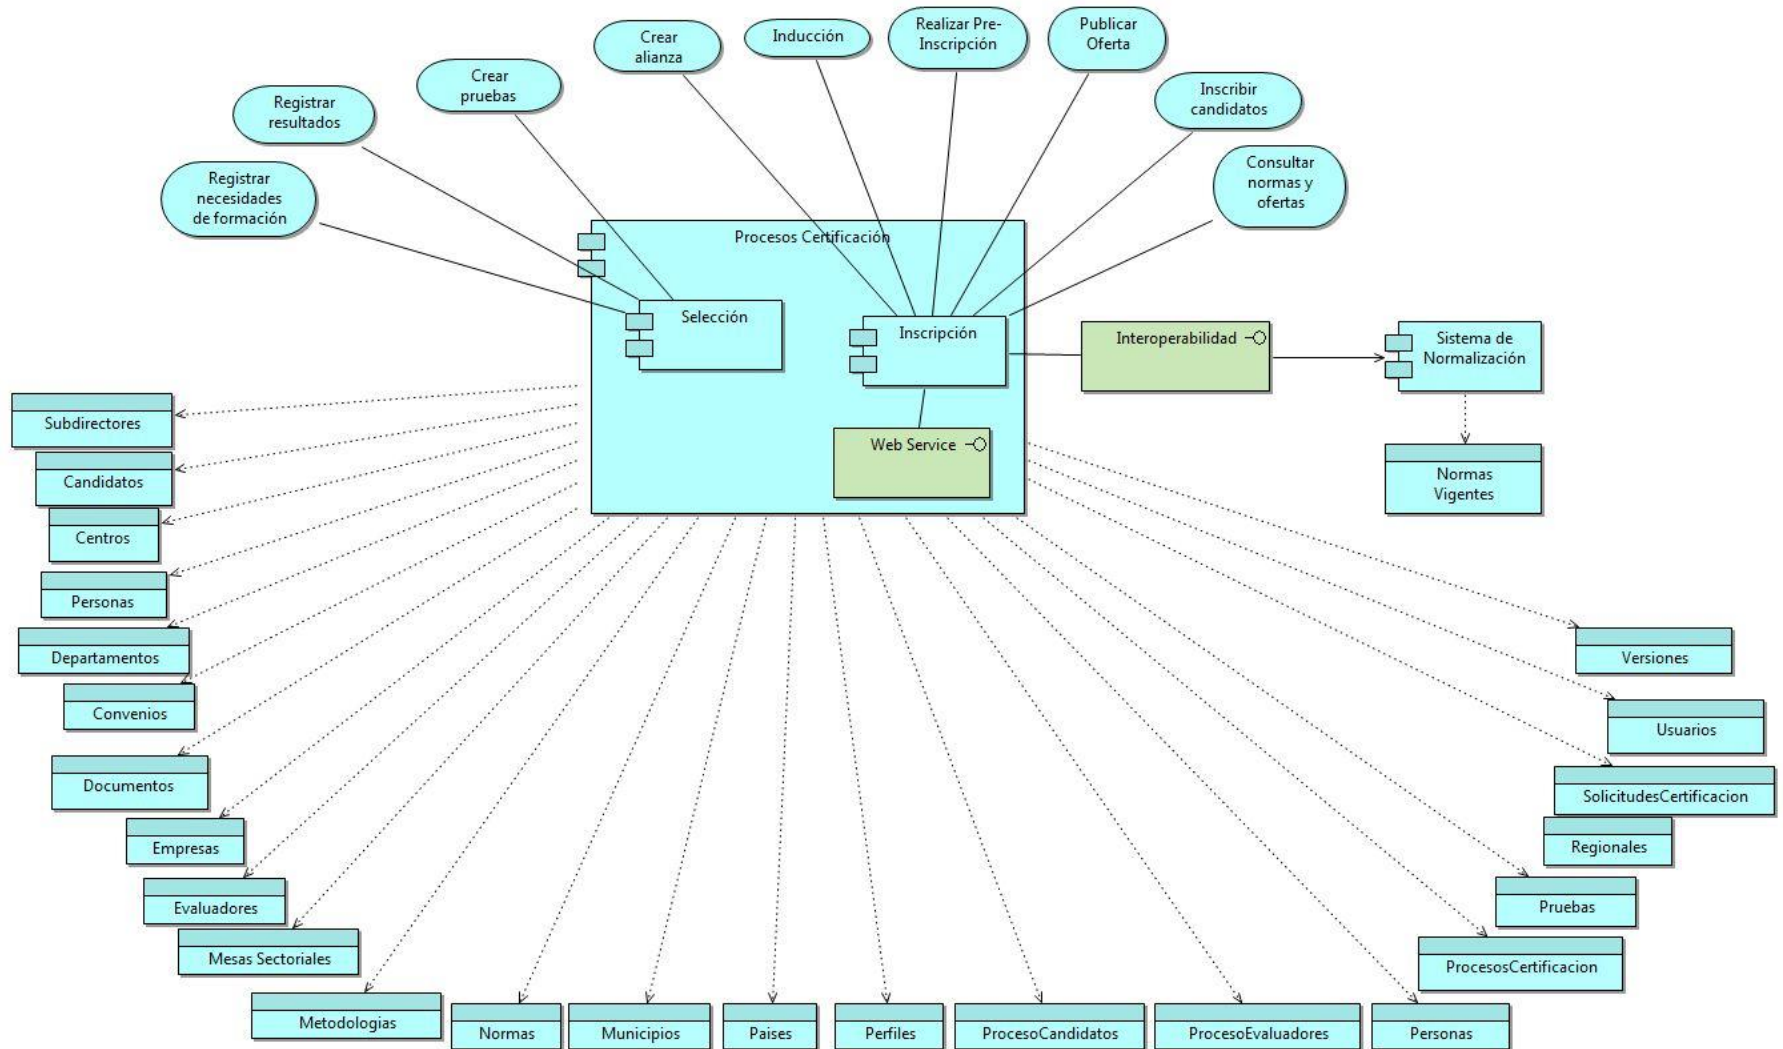 Realizar Pre-
Inscripción
Publicar
Oferta
Crear
alianza
Inducción
Crear
pruebas
Inscribir
candidatos
Registrar
resultados
Consultar
normas y
ofertas
Registrar
necesidades
de formación
Procesos Certificación
Selección
Inscripción
Interoperabilidad
Sistema de
Normalización
Web Service
Normas
Vigentes
Subdirectores
Candidatos
Centros
Personas
Departamentos
Convenios
Documentos
Empresas
Evaluadores
Mesas Sectoriales
Metodologias
Normas
Municipios
Paises
Perfiles
ProcesoCandidatos
ProcesoEvaluadores
Personas
ProcesosCertificacion
Pruebas
Regionales
SolicitudesCertificacion
Usuarios
Versiones